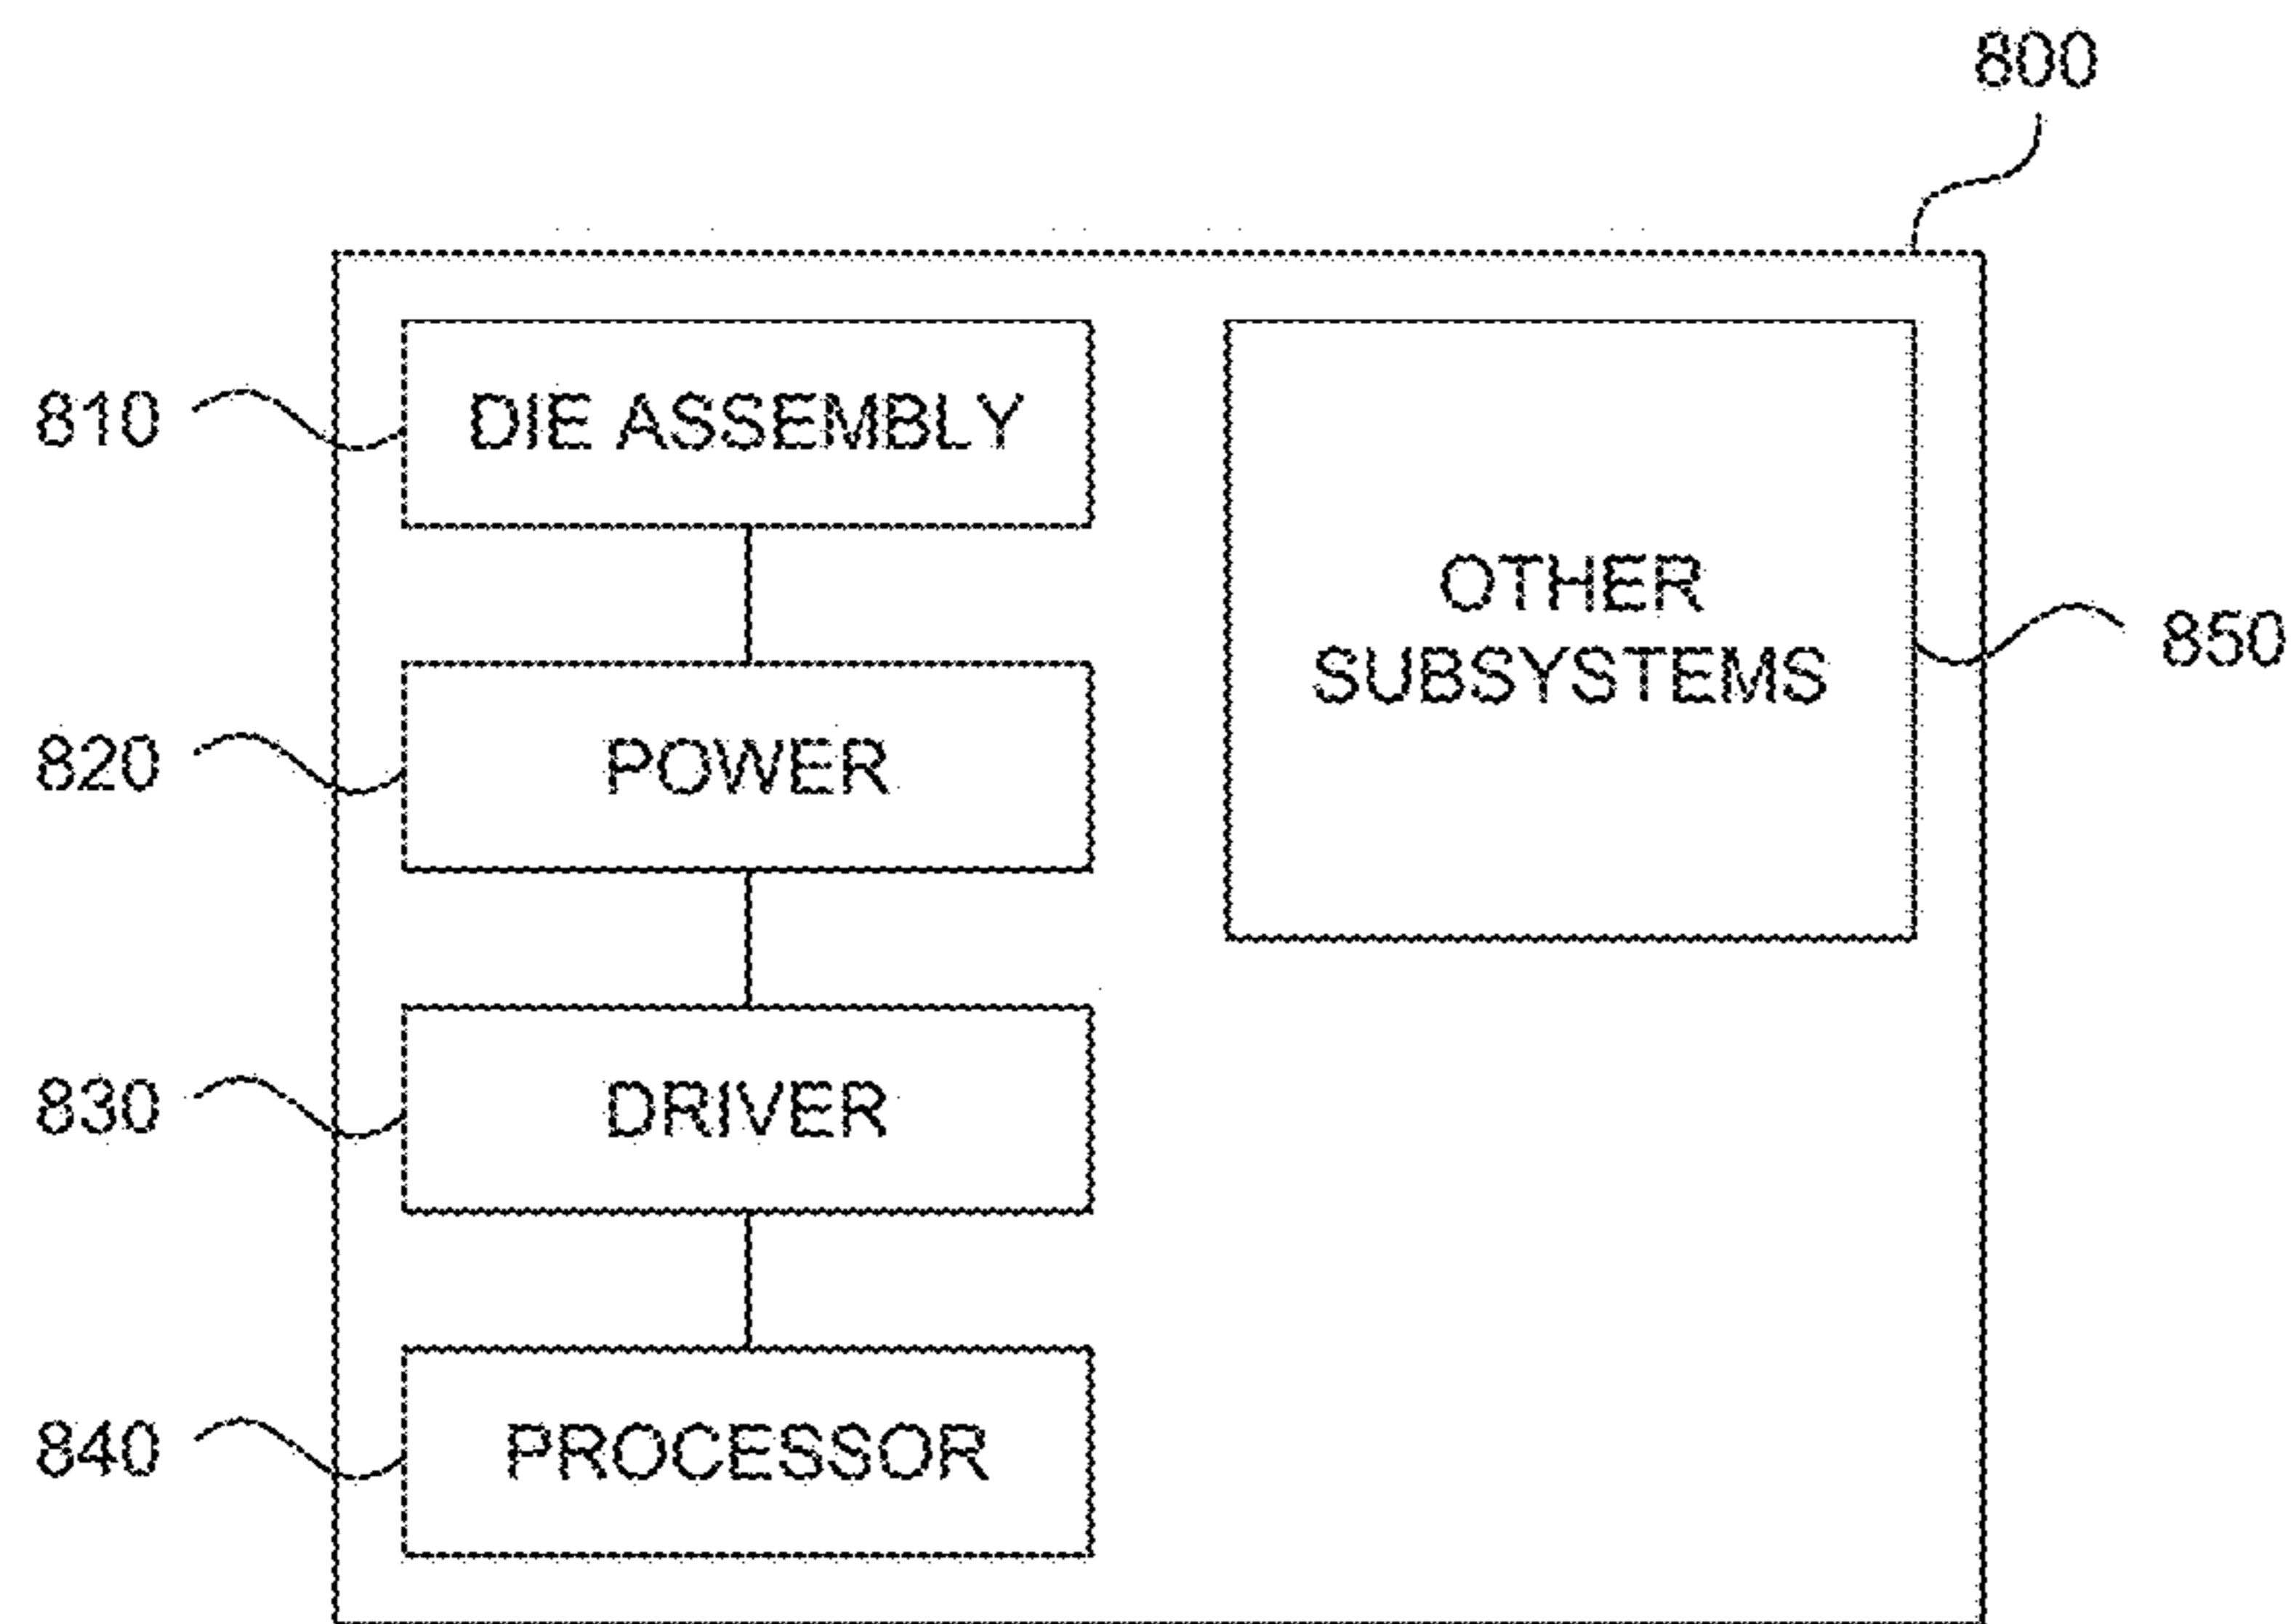 800
810
DIE ASSEMBLY
OTHER
SUBSYSTEMS
850
820
POWER
830
DRIVER
840
PROCESSOR